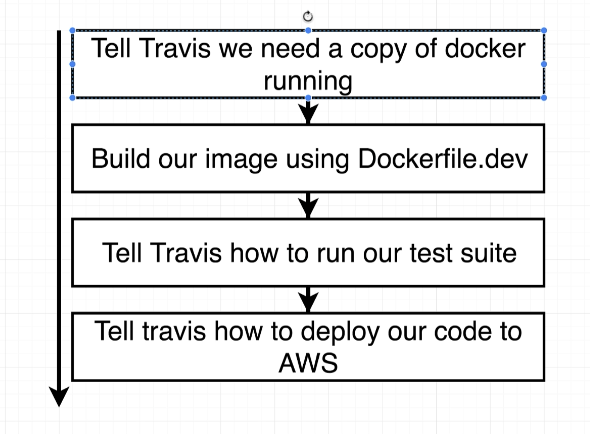 Tell Travis we need a copy of docker
running
Build our image using Dockerfile.dev
Tell Travis how to run our test suite
Tell travis how to deploy our code to
AWS